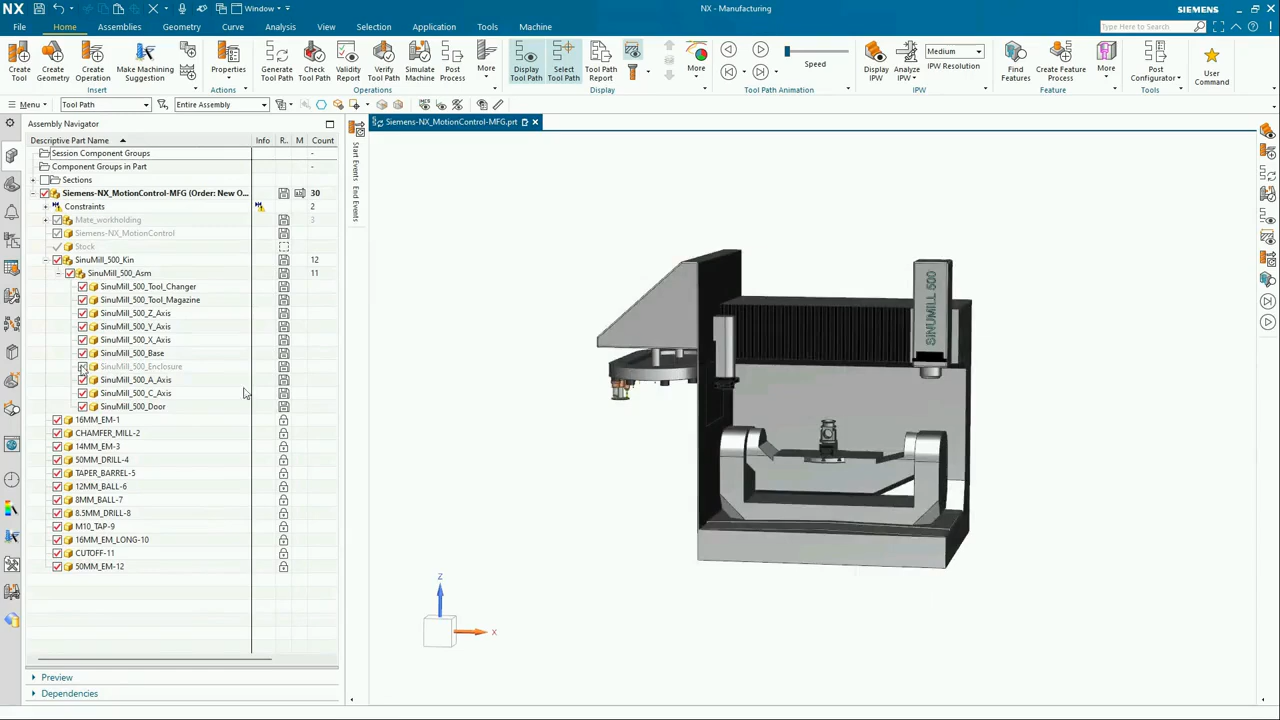 NX
Window
NX - Manufacturing
SIEMENS
File
Home
Assemblies
Geometry
Curve
Analysis
View
Selection
Application
Tools
Machine
Type Here to Search
Create Tool
Create Geometry
Create Operation
Make Machining Suggestion
Properties
Generate Tool Path
Check Tool Path
Validity Report
Verify Tool Path
Simulate Machine
Post Process
More
Display Tool Path
Select Tool Path
Tool Path Report
More
Speed
Display IPW
Analyze IPW
Medium
IPW Resolution
Find Features
Create Feature Process
More
Post Configurator
User Command
Insert
Actions
Operations
Display
Tool Path Animation
IPW
Feature
Tools
Menu
Tool Path
Entire Assembly
Assembly Navigator
Siemens-NX_MotionControl-MFG.prt
Descriptive Part Name
Info
R..
M
Count
Session Component Groups -
Component Groups in Part -
Sections -
Siemens-NX_MotionControl-MFG (Order: New O... 30
Constraints 2
Mate_workholding 3
Siemens-NX_MotionControl
Stock
SinuMill_500_Kin 12
SinuMill_500_Asm 11
SinuMill_500_Tool_Changer
SinuMill_500_Tool_Magazine
SinuMill_500_Z_Axis
SinuMill_500_Y_Axis
SinuMill_500_X_Axis
SinuMill_500_Base
SinuMill_500_Enclosure
SinuMill_500_A_Axis
SinuMill_500_C_Axis
SinuMill_500_Door
16MM_EM-1
CHAMFER_MILL-2
14MM_EM-3
50MM_DRILL-4
TAPER_BARREL-5
12MM_BALL-6
8MM_BALL-7
8.5MM_DRILL-8
M10_TAP-9
16MM_EM_LONG-10
CUTOFF-11
50MM_EM-12
Preview
Dependencies
Start Events
End Events
SINUMILL 500
Z
X